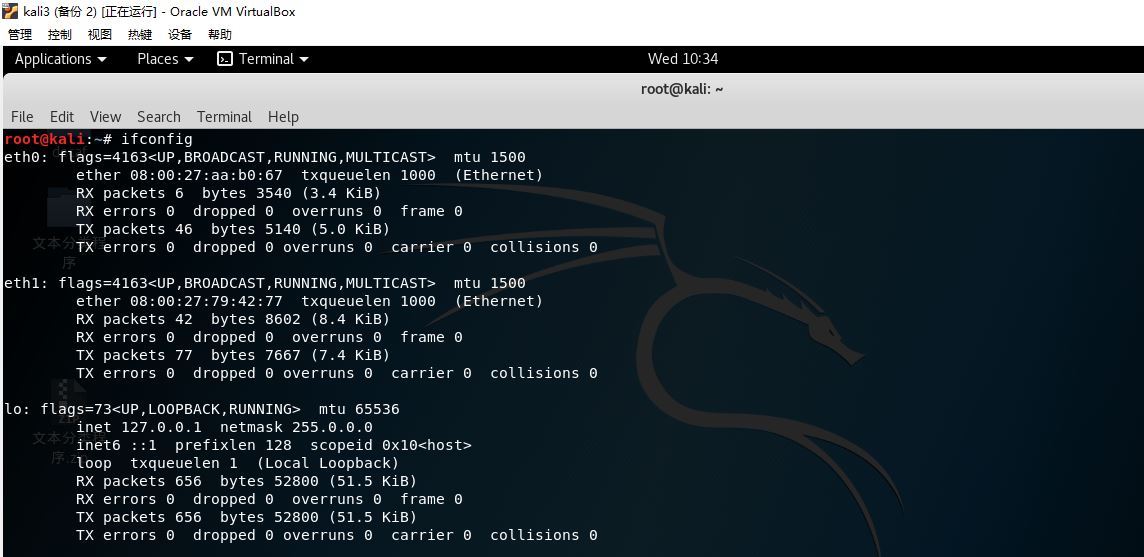 kali3 (备份 2) [正在运行] - Oracle VM VirtualBox
管理 控制 视图 热键 设备 帮助
Applications Places Terminal Wed 10:34
root@kali: ~
File Edit View Search Terminal Help
root@kali:~# ifconfig
eth0: flags=4163<UP,BROADCAST,RUNNING,MULTICAST>  mtu 1500
        ether 08:00:27:aa:b0:67  txqueuelen 1000  (Ethernet)
        RX packets 6  bytes 3540 (3.4 KiB)
        RX errors 0  dropped 0  overruns 0  frame 0
        TX packets 46  bytes 5140 (5.0 KiB)
        TX errors 0  dropped 0 overruns 0  carrier 0  collisions 0
文本分类程
序
eth1: flags=4163<UP,BROADCAST,RUNNING,MULTICAST>  mtu 1500
        ether 08:00:27:79:42:77  txqueuelen 1000  (Ethernet)
        RX packets 42  bytes 8602 (8.4 KiB)
        RX errors 0  dropped 0  overruns 0  frame 0
        TX packets 77  bytes 7667 (7.4 KiB)
        TX errors 0  dropped 0 overruns 0  carrier 0  collisions 0
lo: flags=73<UP,LOOPBACK,RUNNING>  mtu 65536
        inet 127.0.0.1  netmask 255.0.0.0
        inet6 ::1  prefixlen 128  scopeid 0x10<host>
        loop  txqueuelen 1  (Local Loopback)
        RX packets 656  bytes 52800 (51.5 KiB)
        RX errors 0  dropped 0  overruns 0  frame 0
        TX packets 656  bytes 52800 (51.5 KiB)
        TX errors 0  dropped 0 overruns 0  carrier 0  collisions 0
文本分类程
序.zip